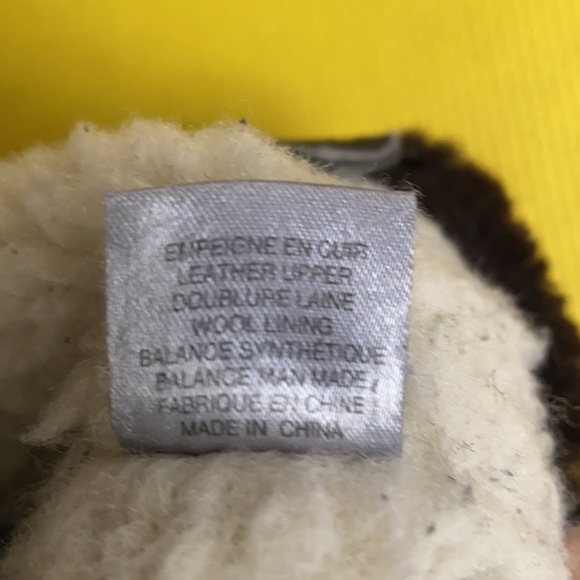 EMPEIGNE EN CUIR
LEATHER UPPER
DOUBLURE LAINE
WOOL LINING
BALANCE SYNTHÉTIQUE
BALANCE MAN MADE
FABRIQUE EN CHINE
MADE IN CHINA